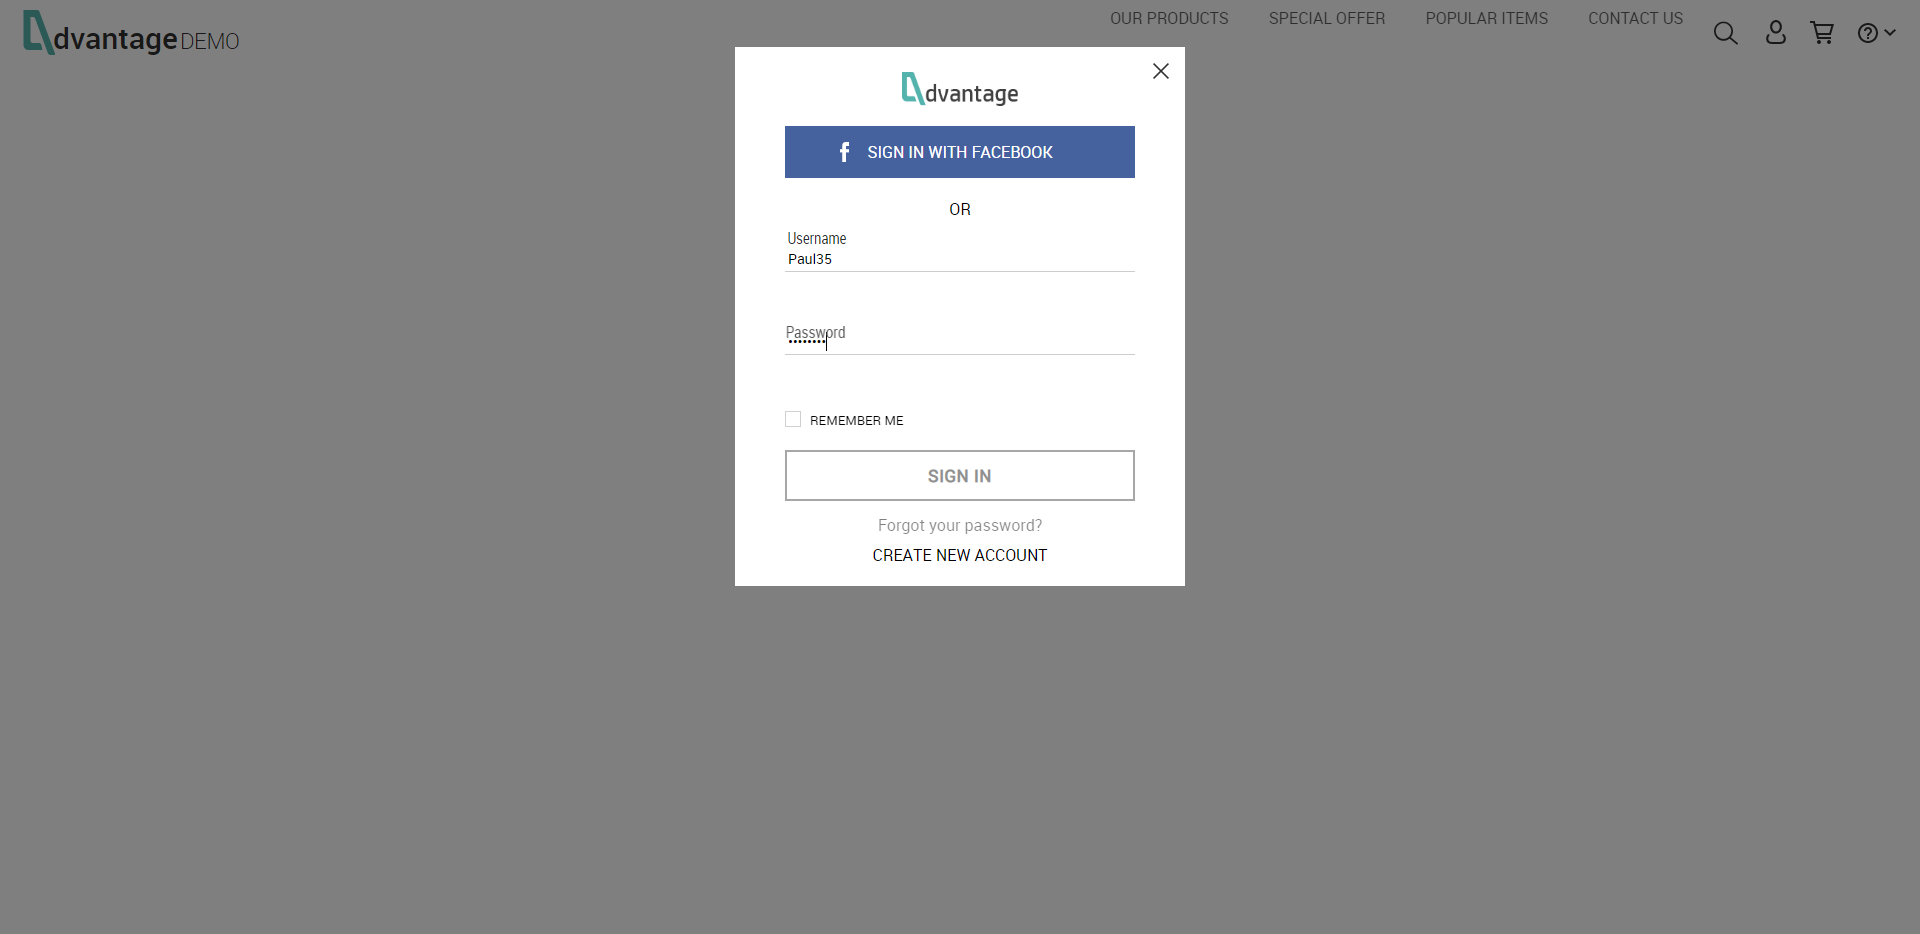 dvantage DEMO
OUR PRODUCTS
SPECIAL OFFER
POPULAR ITEMS
CONTACT US
dvantage
SIGN IN WITH FACEBOOK
OR
Username
Paul35
Password
••••••••
REMEMBER ME
SIGN IN
Forgot your password?
CREATE NEW ACCOUNT